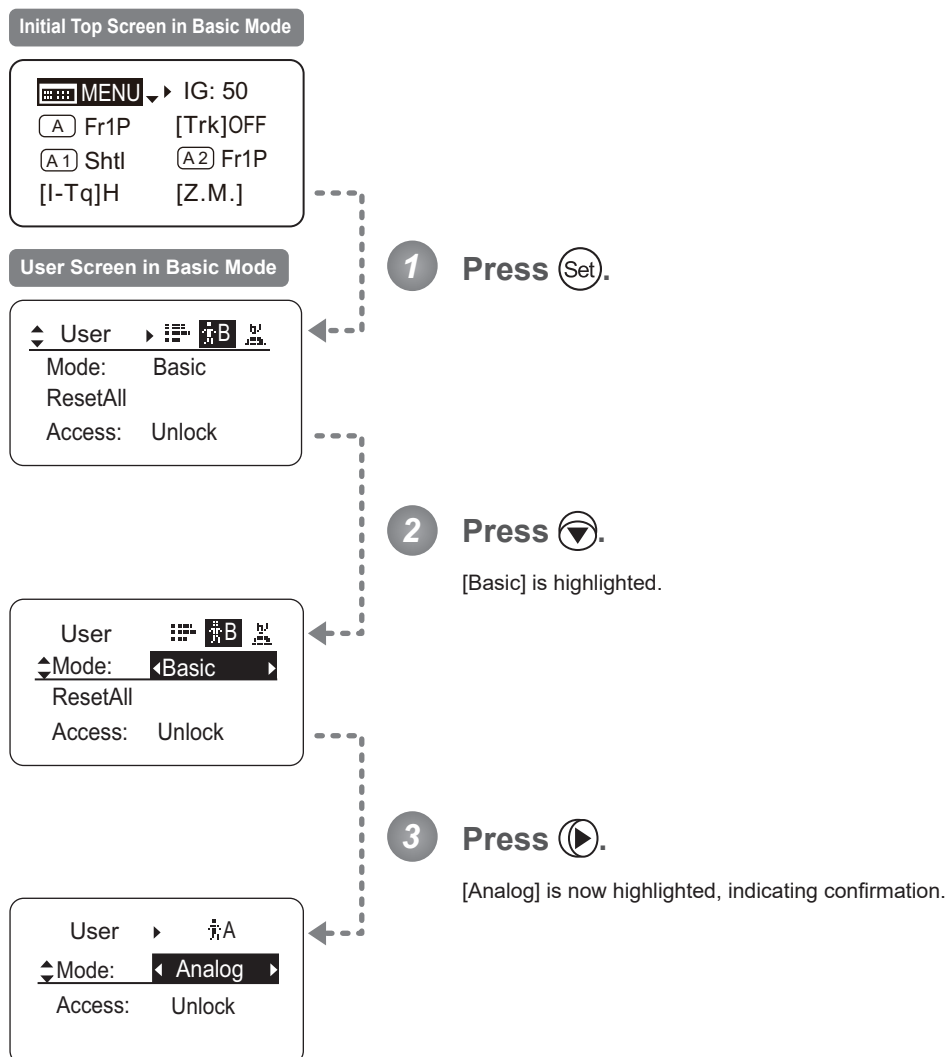 Initial Top Screen in Basic Mode
MENU IG: 50
A Fr1P [Trk]OFF
A1 Shtl A2 Fr1P
[I-Tq]H [Z.M.]
1 Press Set.
User Screen in Basic Mode
User B
Mode: Basic
ResetAll
Access: Unlock
2 Press .
[Basic] is highlighted.
User B
Mode: Basic
ResetAll
Access: Unlock
3 Press .
[Analog] is now highlighted, indicating confirmation.
User A
Mode: Analog
Access: Unlock